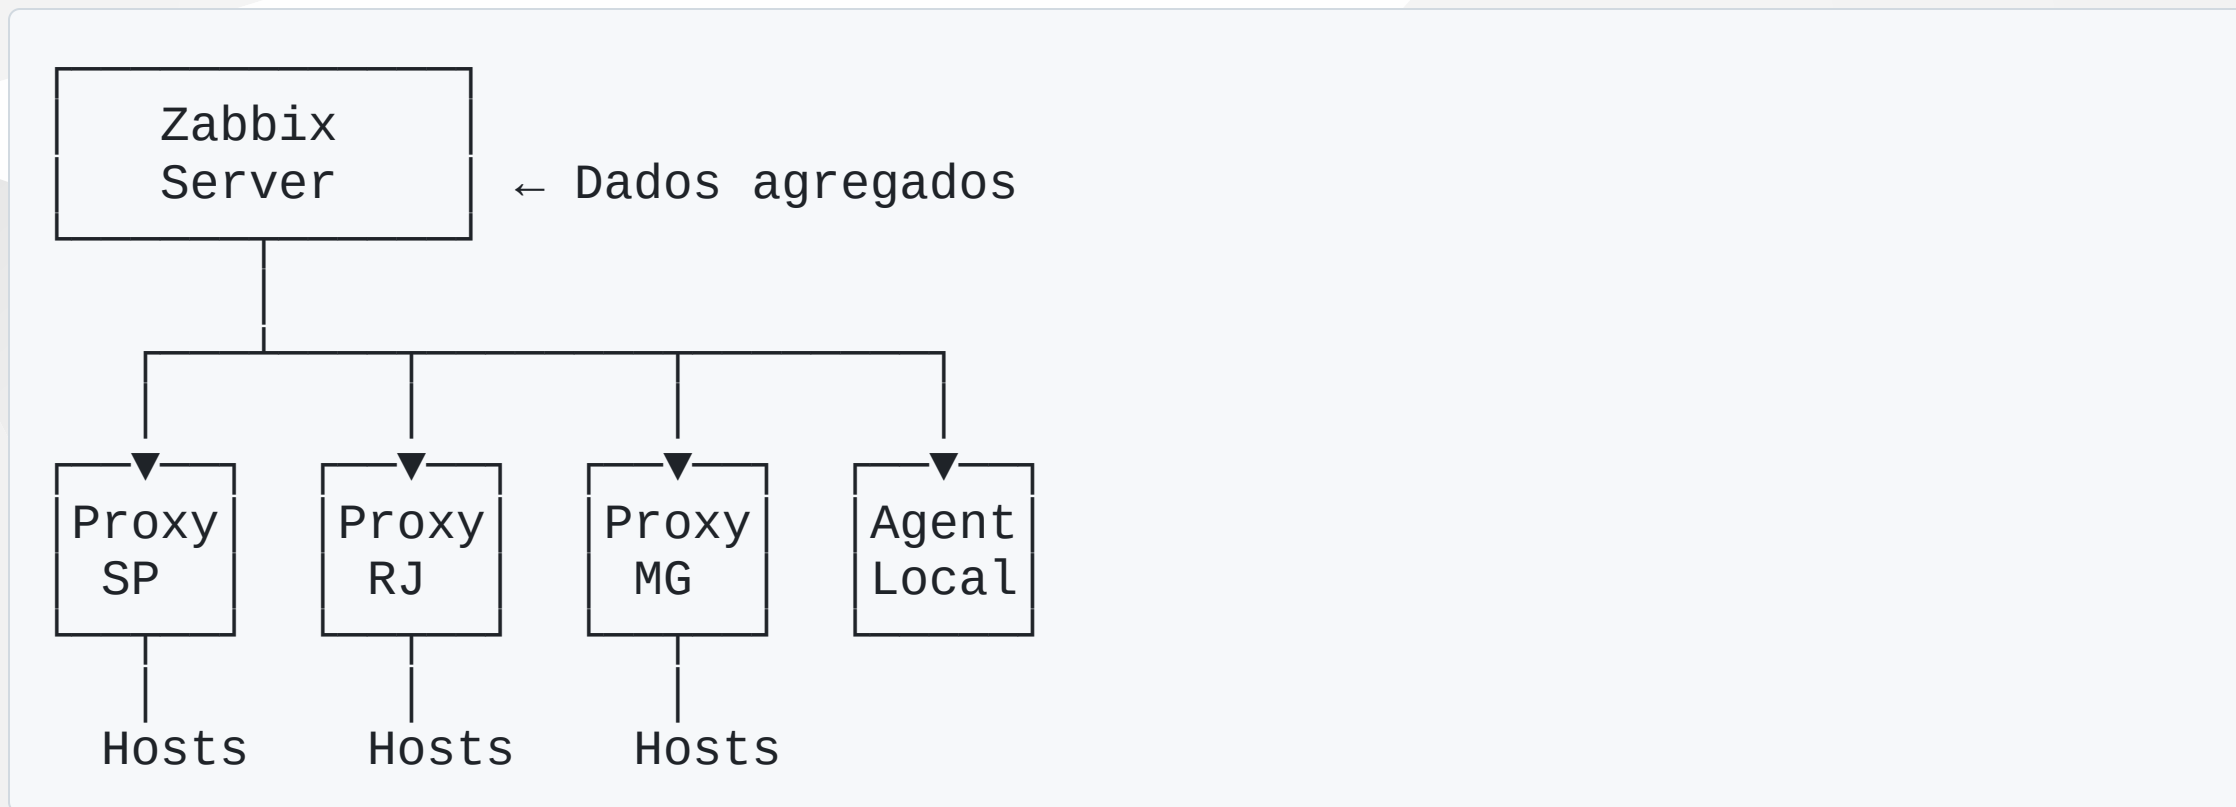 Zabbix
Server ← Dados agregados
Proxy Proxy Proxy Agent
SP RJ MG Local
Hosts Hosts Hosts